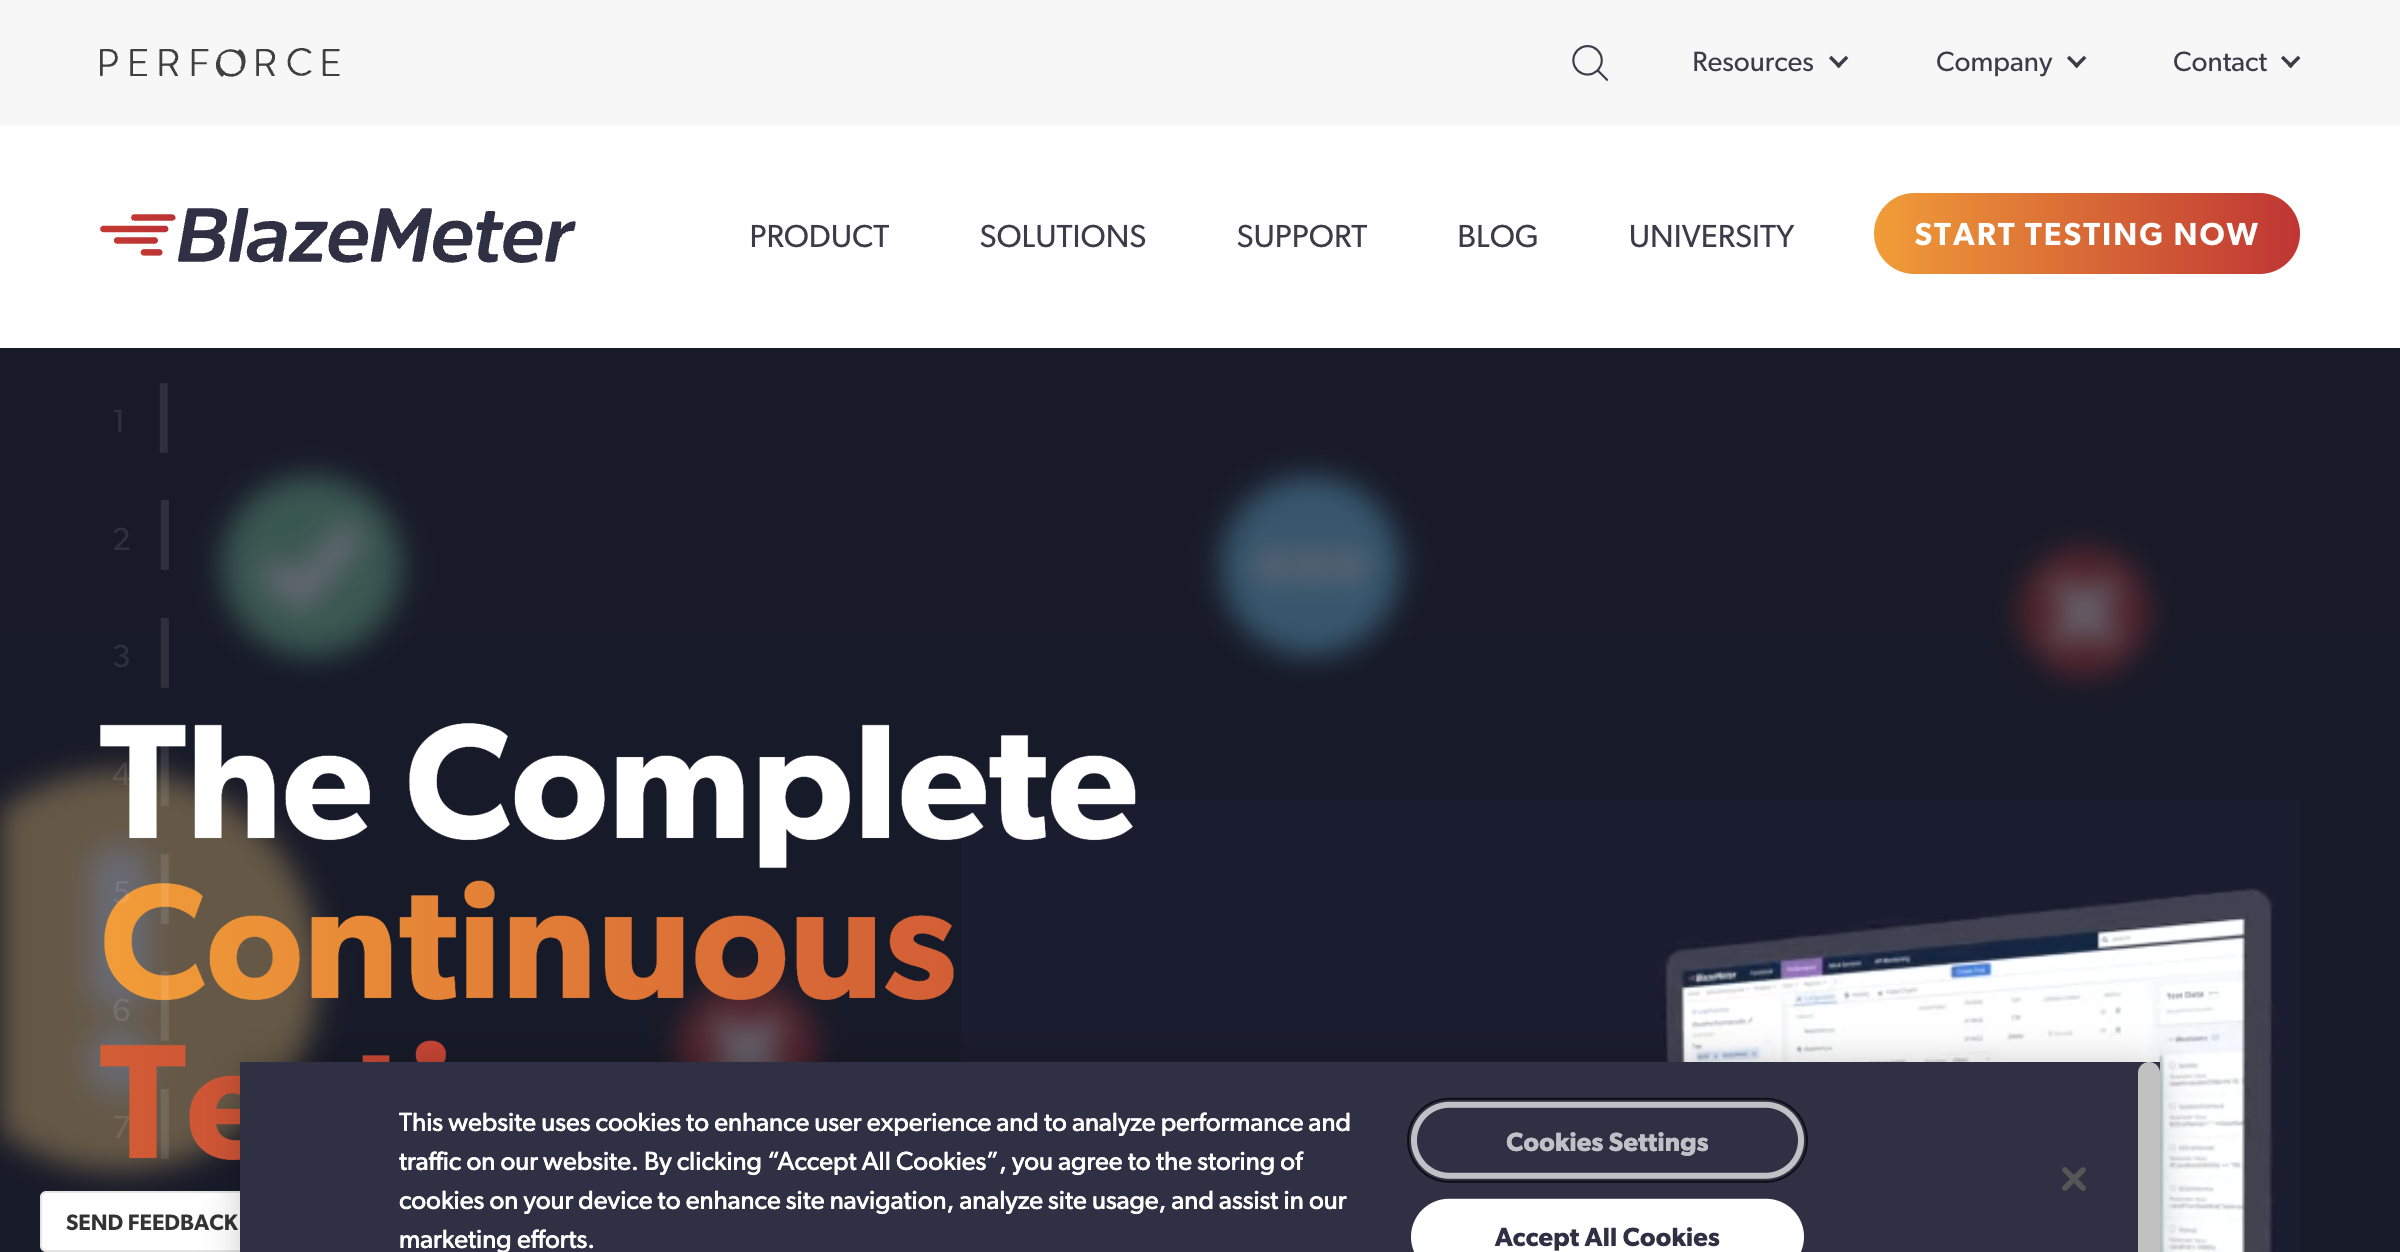 PERFORCE
Resources
Company
Contact
BlazeMeter
PRODUCT
SOLUTIONS
SUPPORT
BLOG
UNIVERSITY
START TESTING NOW
1
2
3
4
5
6
7
The Complete
Continuous
BlazeMeter
Test Data
This website uses cookies to enhance user experience and to analyze performance and
traffic on our website. By clicking “Accept All Cookies”, you agree to the storing of
cookies on your device to enhance site navigation, analyze site usage, and assist in our
marketing efforts.
Cookies Settings
Accept All Cookies
SEND FEEDBACK